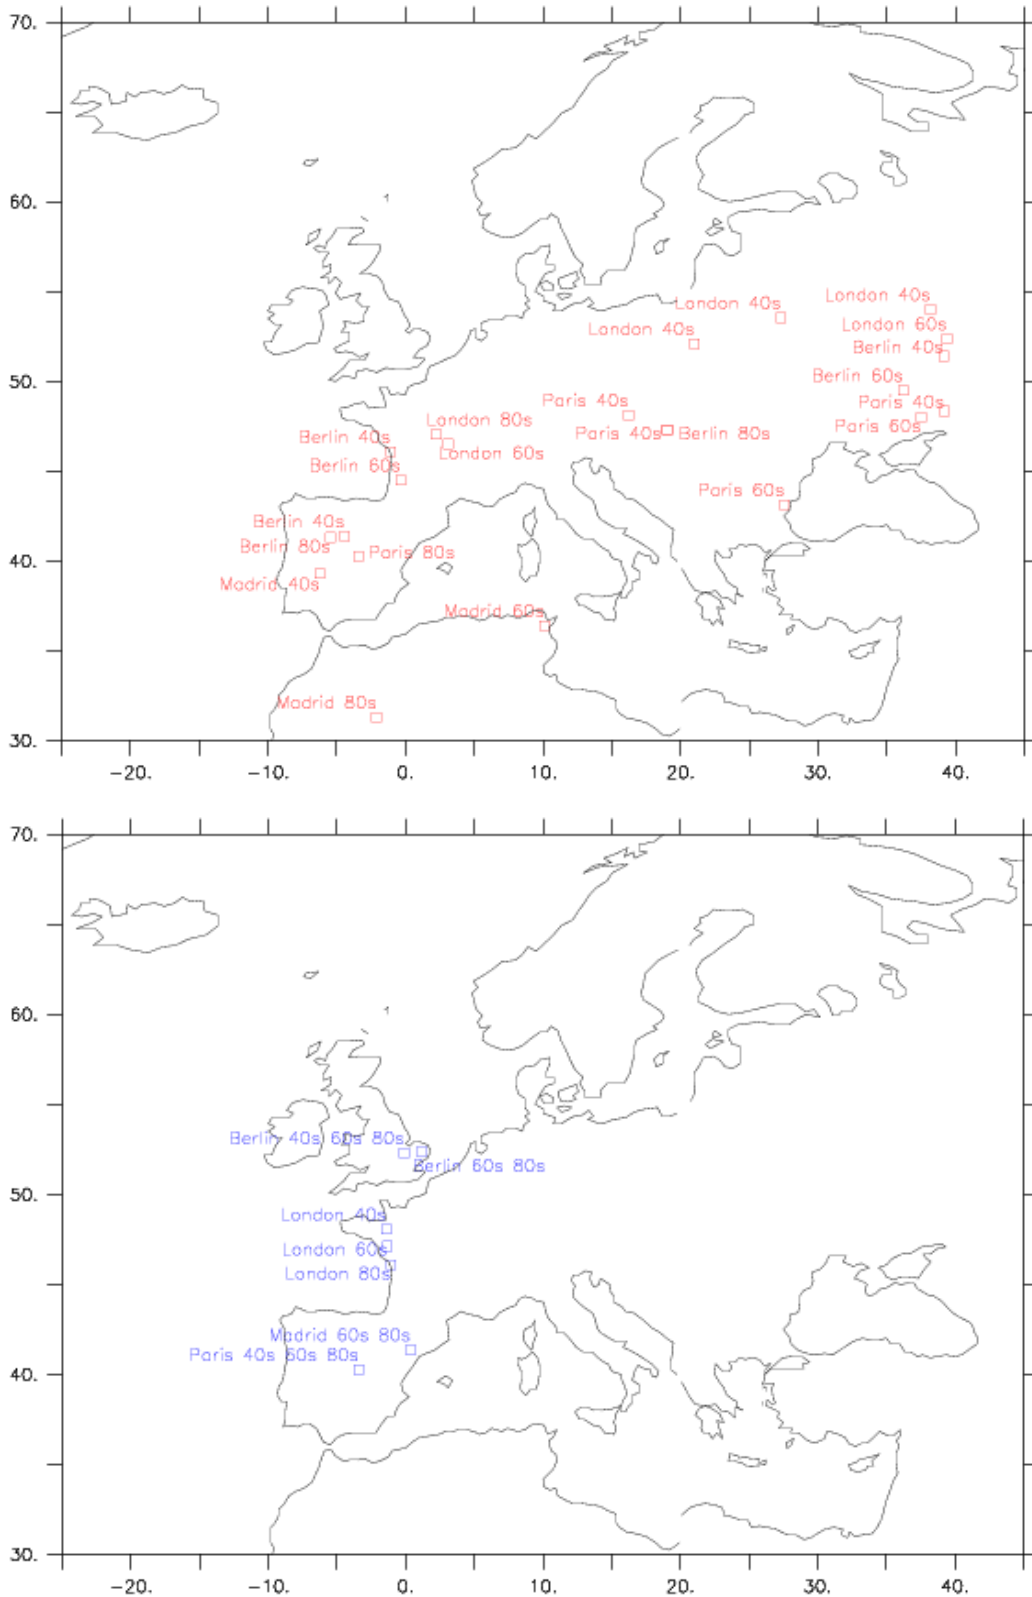 70.
60.
50.
40.
30.
London 40s
London 40s
London 40s
London 60s
Berlin 40s
Berlin 60s
Paris 40s
Paris 40s
Paris 60s
Paris 40s
Berlin 80s
London 80s
Berlin 40s
London 60s
Berlin 60s
Paris 60s
Berlin 40s
Berlin 80s
Paris 80s
Madrid 40s
Madrid 60s
Madrid 80s
-20. -10. 0. 10. 20. 30. 40.
70.
60.
50.
40.
30.
Berlin 40s 60s 80s
Berlin 60s 80s
London 40s
London 60s
London 80s
Madrid 60s 80s
Paris 40s 60s 80s
-20. -10. 0. 10. 20. 30. 40.